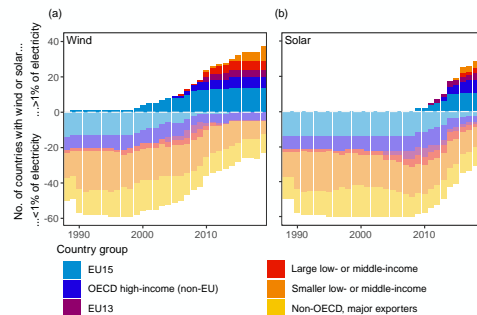 (a)
(b)
Wind
Solar
No. of countries with wind or solar...
...>1% of electricity
...<1% of electricity
40
20
0
-20
-40
-60
1990
2000
2010
1990
2000
2010
Country group
EU15
OECD high-income (non-EU)
EU13
Large low- or middle-income
Smaller low- or middle-income
Non-OECD, major exporters